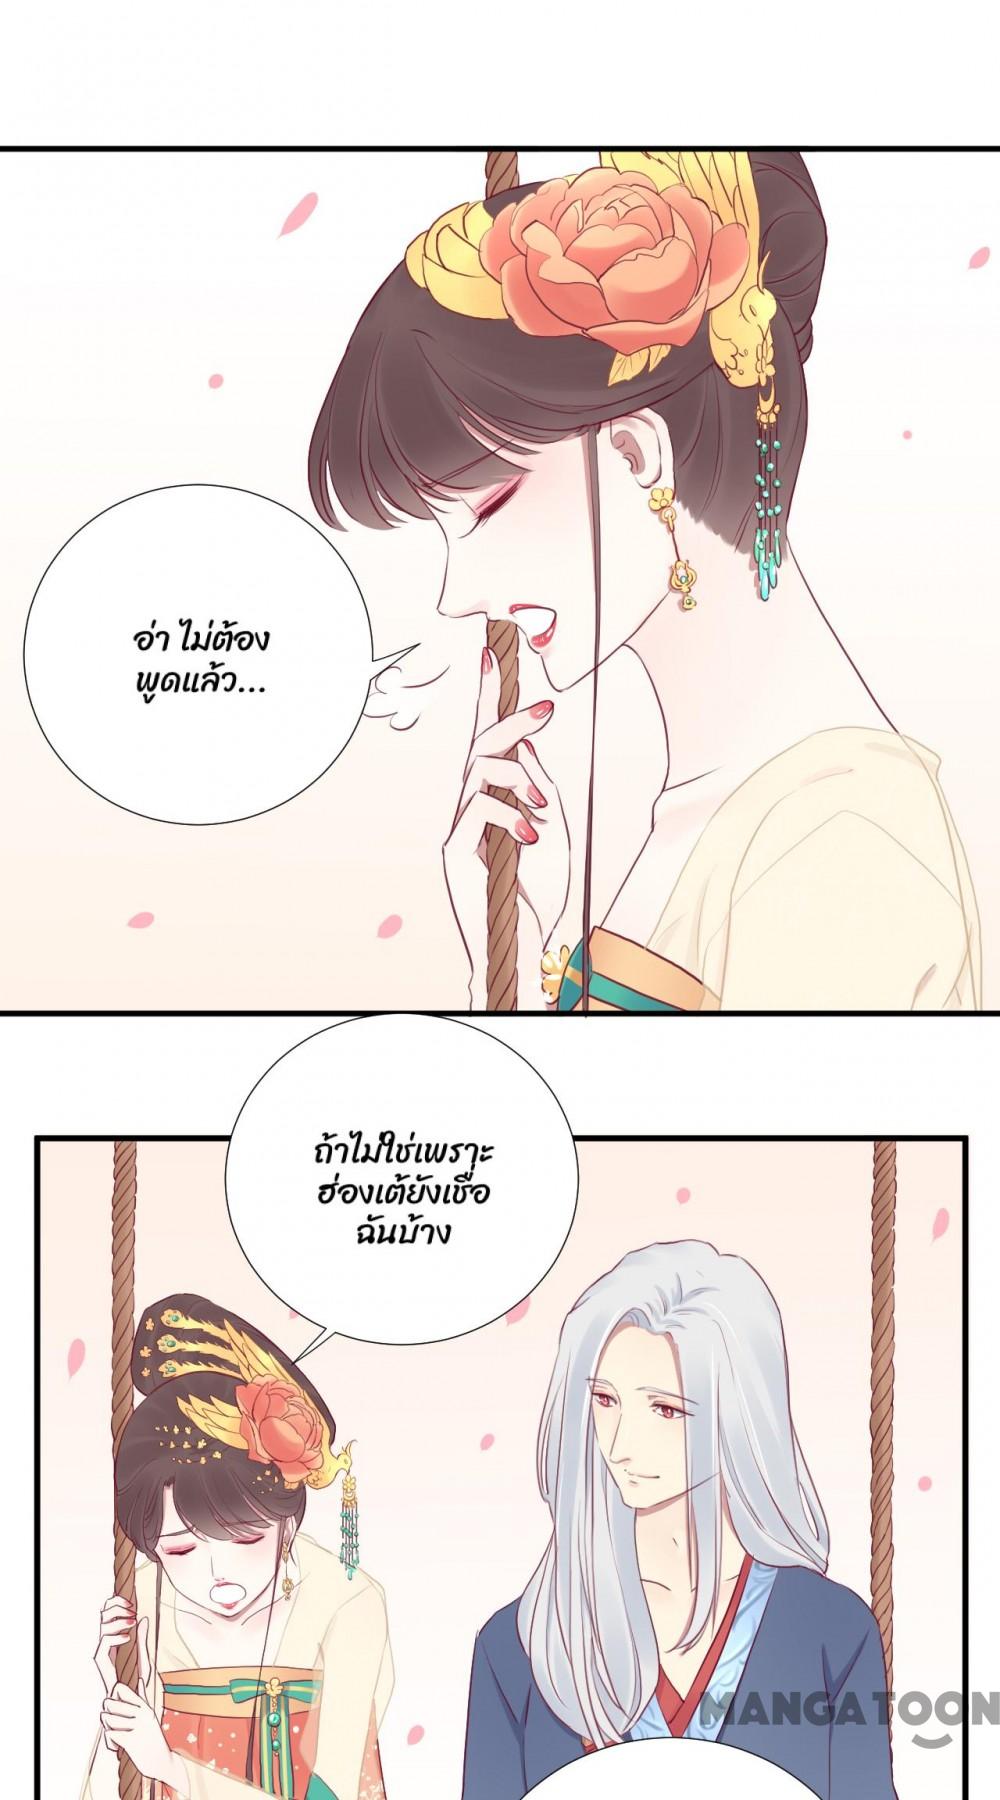 อ่า ไม่ต้อง
พูดแล้ว...
ถ้าไม่ใช่เพราะ
ฮ่องเต้ยังเชื่อ
ฉันบ้าง
MANGATOON